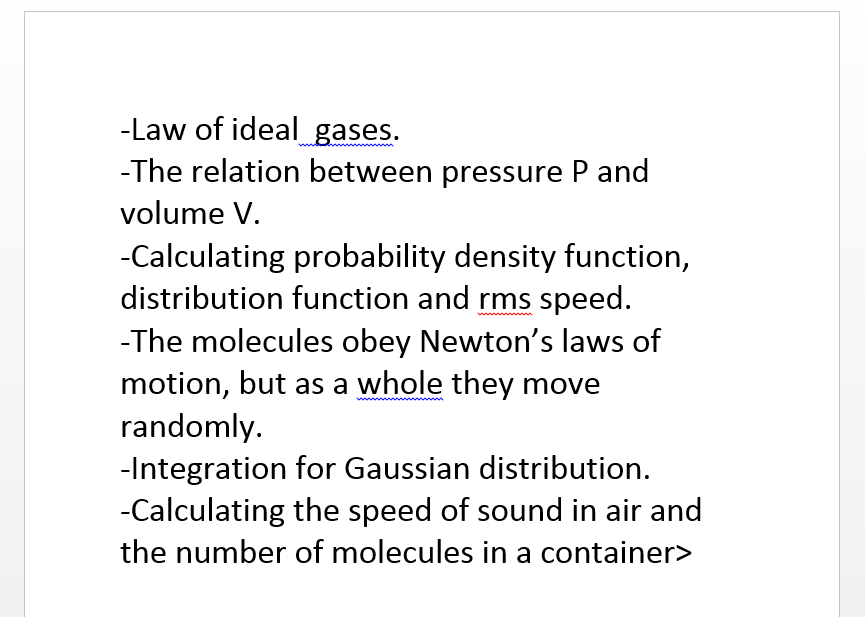 -Law of ideal  gases.
-The relation between pressure P and
volume V.
-Calculating probability density function,
distribution function and rms speed.
-The molecules obey Newton’s laws of
motion, but as a whole they move
randomly.
-Integration for Gaussian distribution.
-Calculating the speed of sound in air and
the number of molecules in a container>